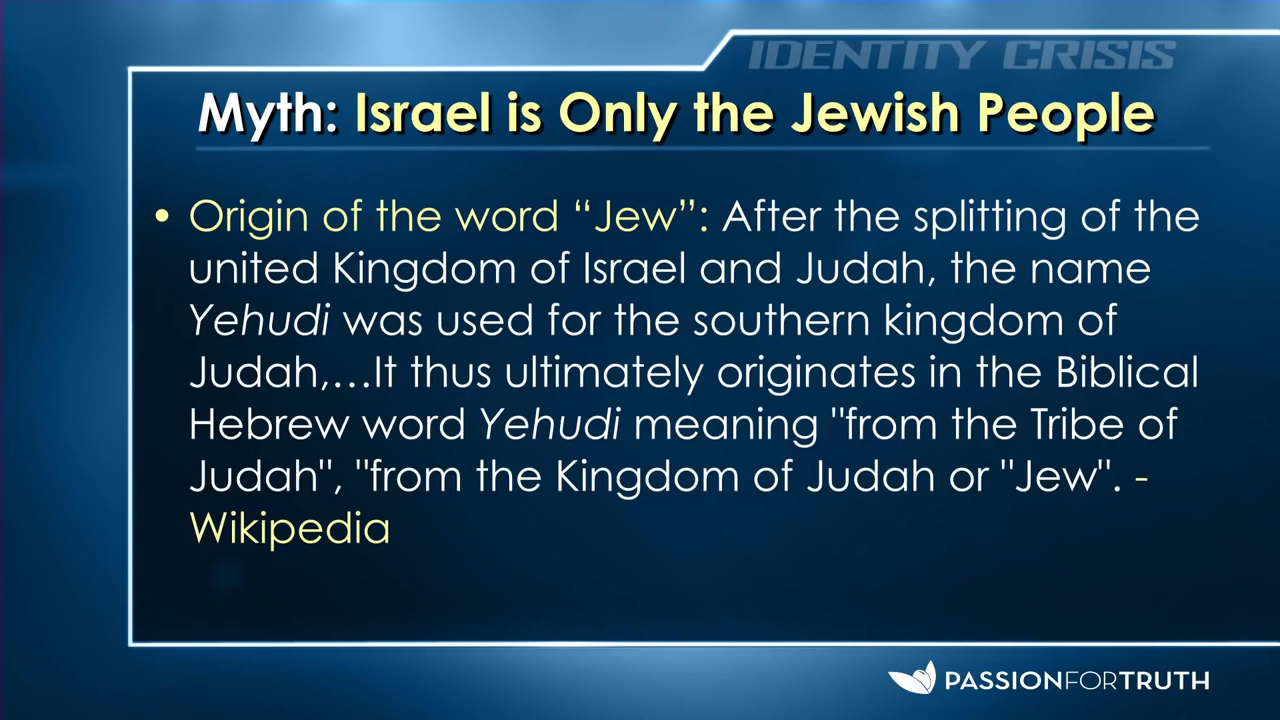 IDENTITY CRISIS
Myth: Israel is Only the Jewish People
• Origin of the word “Jew”: After the splitting of the
united Kingdom of Israel and Judah, the name
Yehudi was used for the southern kingdom of
Judah,…It thus ultimately originates in the Biblical
Hebrew word Yehudi meaning "from the Tribe of
Judah", "from the Kingdom of Judah or "Jew". -
Wikipedia
PASSIONFORTRUTH